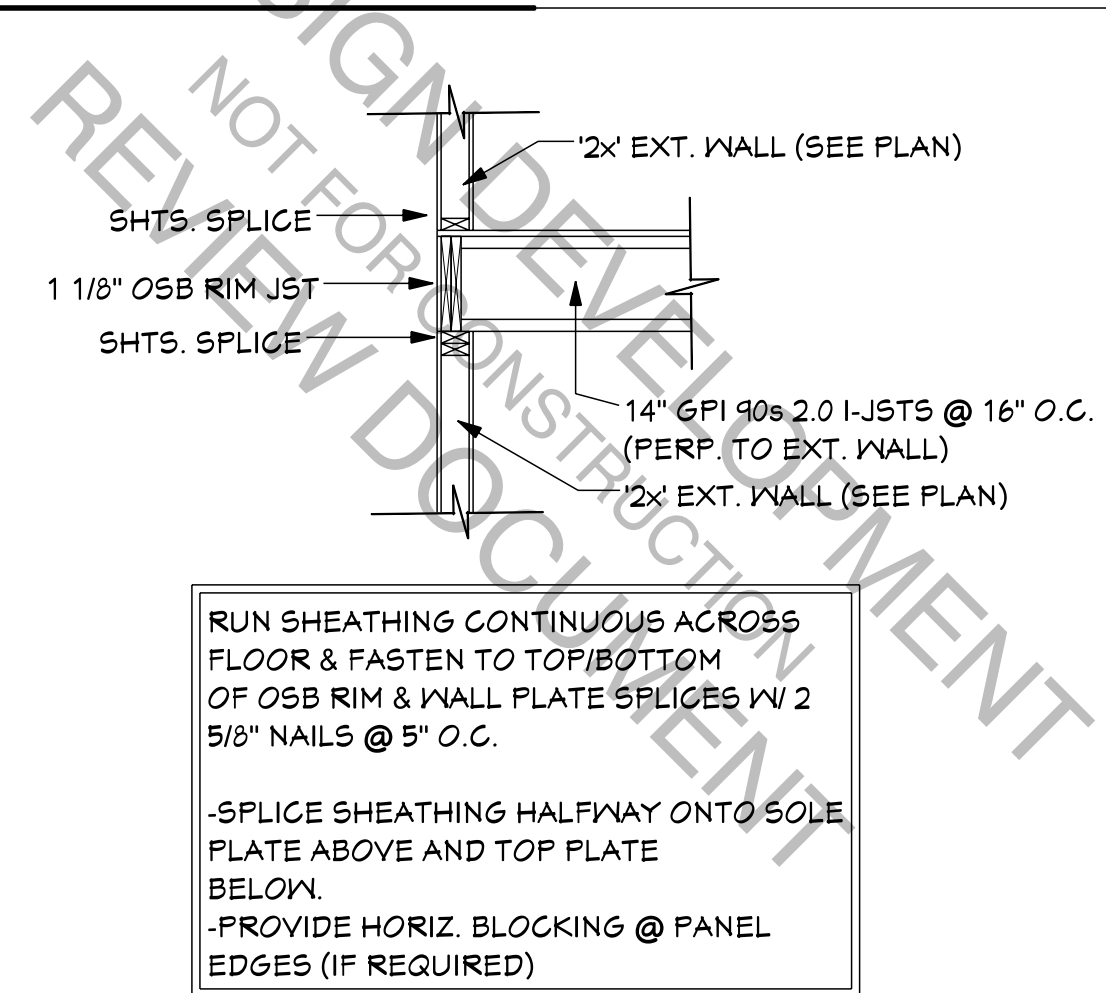 '2x' EXT. WALL (SEE PLAN)
SHTS. SPLICE
1 1/8" OSB RIM JST
SHTS. SPLICE
14" GPI 90s 2.0 I-JSTS @ 16" O.C.
(PERP. TO EXT. WALL)
'2x' EXT. WALL (SEE PLAN)
RUN SHEATHING CONTINUOUS ACROSS
FLOOR & FASTEN TO TOP/BOTTOM
OF OSB RIM & WALL PLATE SPLICES W/ 2
5/8" NAILS @ 5" O.C.
-SPLICE SHEATHING HALFWAY ONTO SOLE
PLATE ABOVE AND TOP PLATE
BELOW.
-PROVIDE HORIZ. BLOCKING @ PANEL
EDGES (IF REQUIRED)
SIGN DEVELOPMENT
NOT FOR CONSTRUCTION
REVIEW DOCUMENT